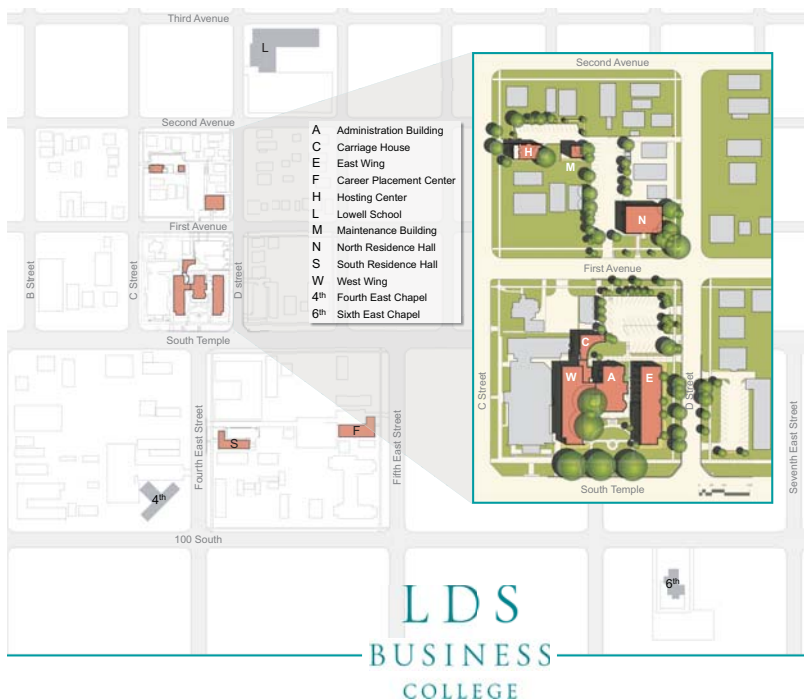 Third Avenue
L
Second Avenue
A Administration Building
C Carriage House
E East Wing
F Career Placement Center
H Hosting Center
L Lowell School
M Maintenance Building
N North Residence Hall
S South Residence Hall
W West Wing
4th Fourth East Chapel
6th Sixth East Chapel
First Avenue
B Street
C Street
D street
South Temple
Fourth East Street
Fifth East Street
S
F
4th
100 South
6th
Second Avenue
H
M
N
First Avenue
C
W
A
E
C Street
D Street
Seventh East Street
South Temple
LDS
BUSINESS
COLLEGE